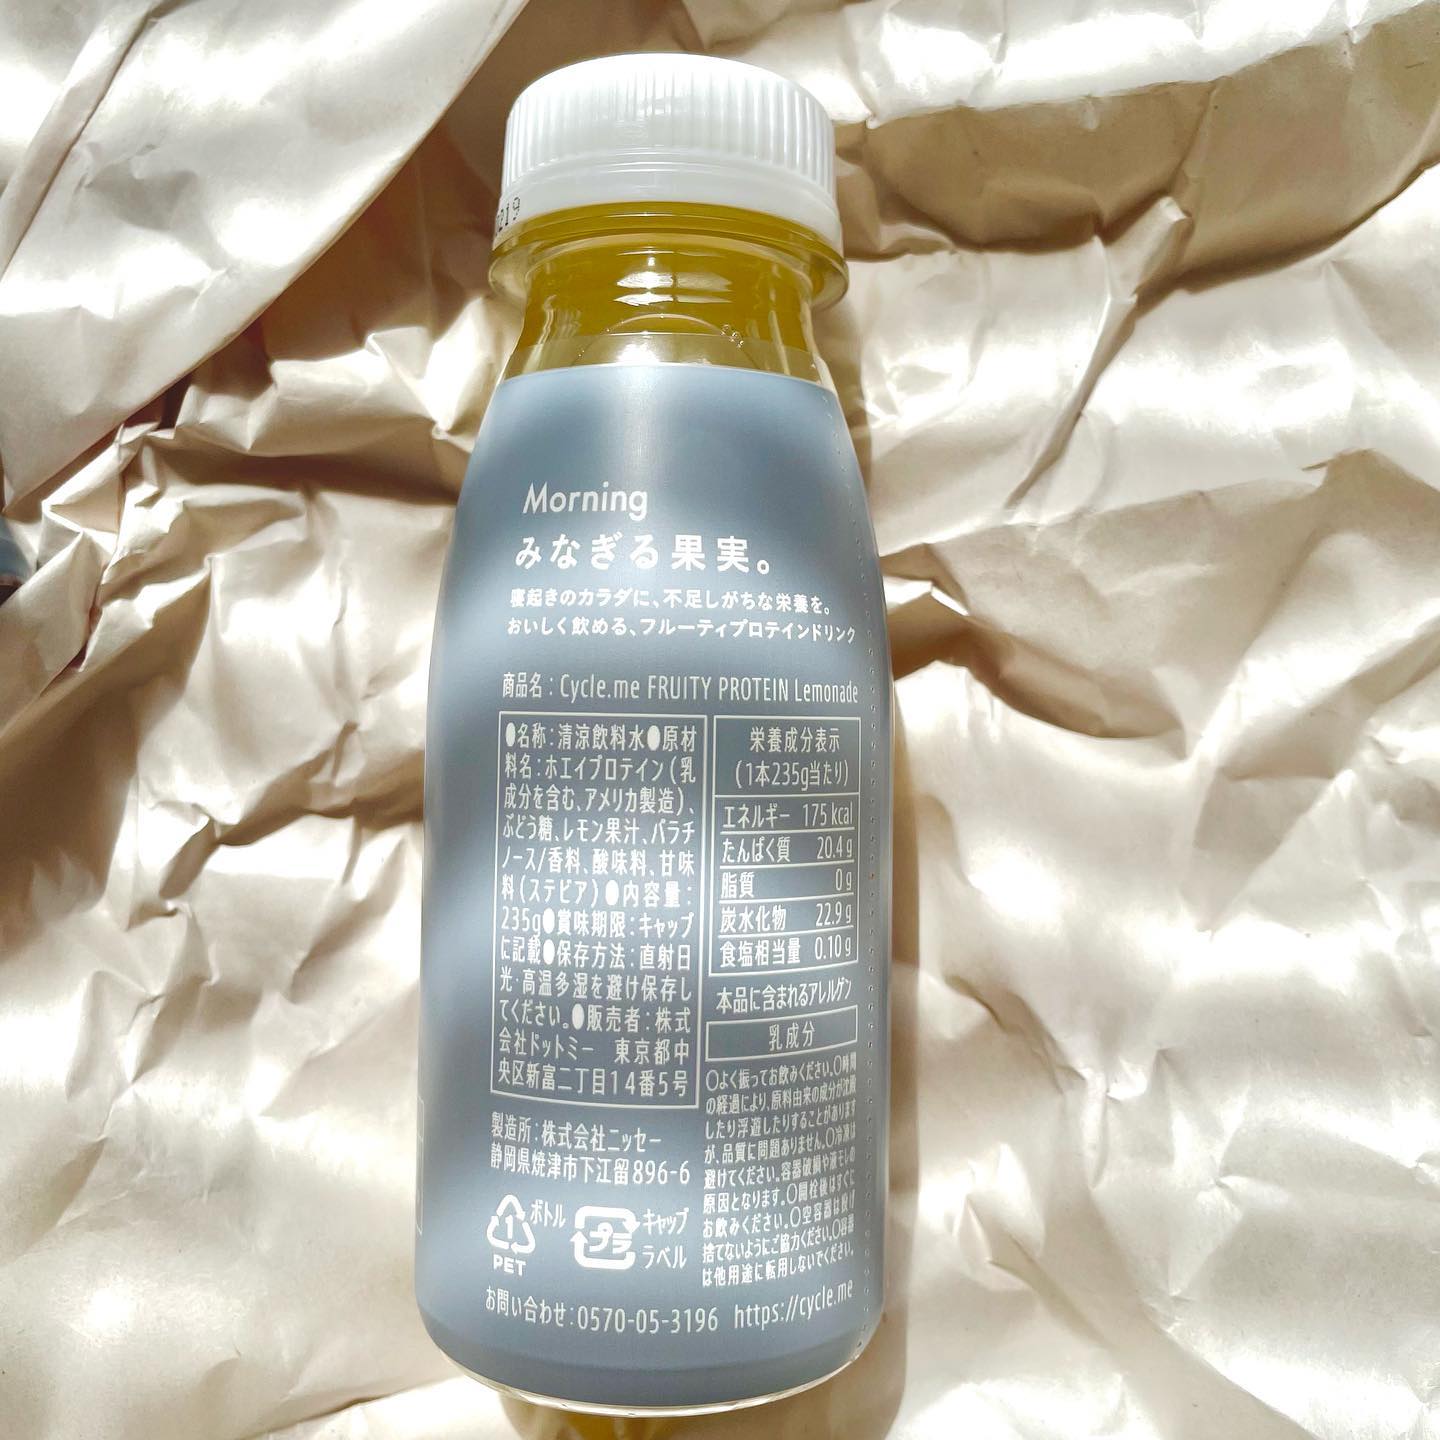 219
Morning
みなぎる果実。
寝起きのカラダに、不足しがちな栄養を。
おいしく飲める、フルーティプロテインドリンク
商品名：Cycle.me FRUITY PROTEIN Lemonade
●名称：清涼飲料水●原材
料名：ホエイプロテイン（乳
成分を含む、アメリカ製造）、
ぶどう糖、レモン果汁、パラチ
ノース/香料、酸味料、甘味
料（ステビア）●内容量：
235g●賞味期限：キャップ
に記載●保存方法：直射日
光・高温多湿を避け保存し
てください。●販売者：株式
会社ドットミー　東京都中
央区新富二丁目14番5号
製造所：株式会社ニッセー
静岡県焼津市下江留896-6
栄養成分表示
（1本235g当たり）
エネルギー 175 kcal
たんぱく質 20.4 g
脂質 0 g
炭水化物 22.9 g
食塩相当量 0.10 g
本品に含まれるアレルゲン
乳成分
〇よく振ってお飲みください。〇時間
の経過により、原料由来の成分が沈殿
したり浮遊したりすることがあります
が、品質に問題ありません。〇冷凍は
避けてください。容器破損や液モレの
原因となります。〇開栓後はすぐに
お飲みください。〇空容器は投げ
捨てないようにご協力ください。〇容器
は他用途に転用しないでください。
1
PET
ボトル
プラ
キャップ
ラベル
お問い合わせ：0570-05-3196 https://cycle.me